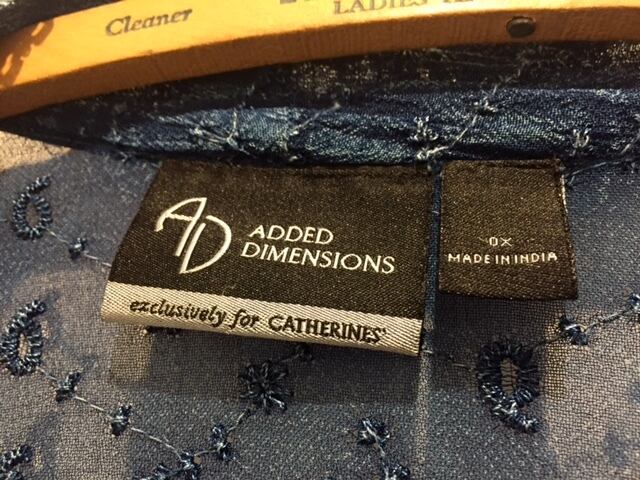 Cleaner
LADIES
AD
ADDED
DIMENSIONS
exclusively for CATHERINES'
0X
MADE IN INDIA